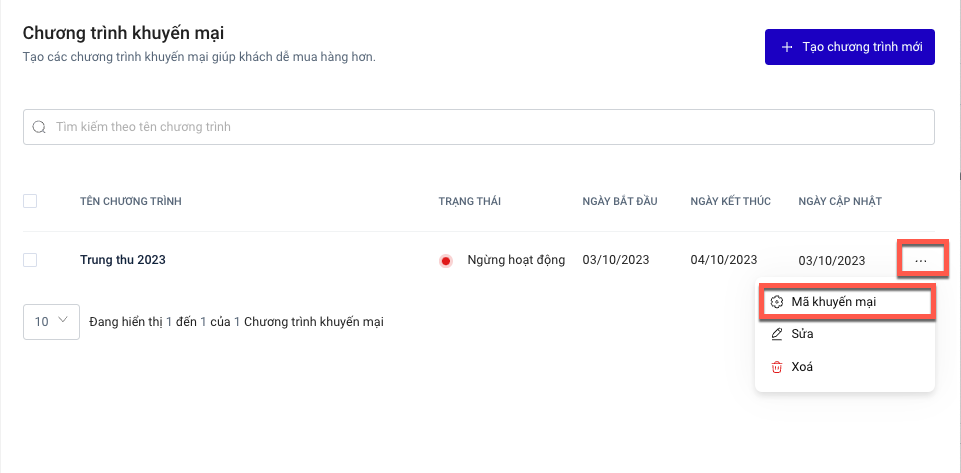 Chương trình khuyến mại
Tạo các chương trình khuyến mại giúp khách dễ mua hàng hơn.
+ Tạo chương trình mới
Tìm kiếm theo tên chương trình
TÊN CHƯƠNG TRÌNH TRẠNG THÁI NGÀY BẮT ĐẦU NGÀY KẾT THÚC NGÀY CẬP NHẬT
Trung thu 2023 Ngừng hoạt động 03/10/2023 04/10/2023 03/10/2023 ...
Mã khuyến mại
10 Đang hiển thị 1 đến 1 của 1 Chương trình khuyến mại
Sửa
Xoá